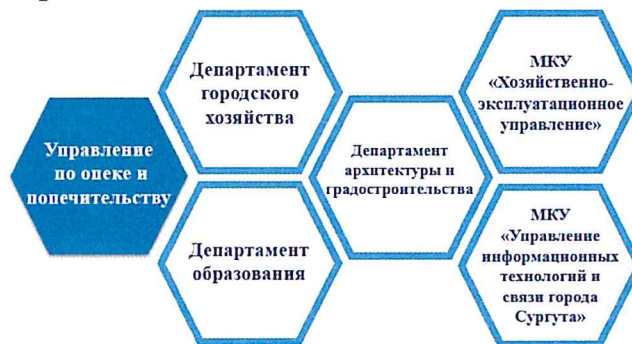 Управление
по опеке и
попечительству
Департамент
городского
хозяйства
Департамент
образования
Департамент
архитектуры и
градостроительства
МКУ
«Хозяйственно-
эксплуатационное
управление»
МКУ
«Управление
информационных
технологий и
связи города
Сургута»